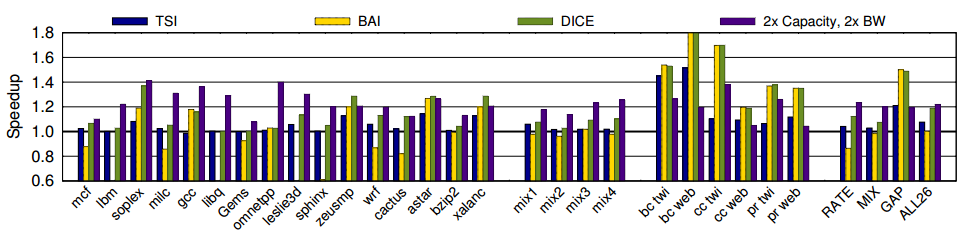 TSI BAI DICE 2x Capacity, 2x BW
Speedup
1.8
1.6
1.4
1.2
1.0
0.8
0.6
mcf lbm soplex milc gcc libq Gems omnetpp leslie3d sphinx zeusmp wrf cactus astar bzip2 xalanc mix1 mix2 mix3 mix4 bc twi bc web cc twi cc web pr twi pr web RATE MIX GAP ALL26